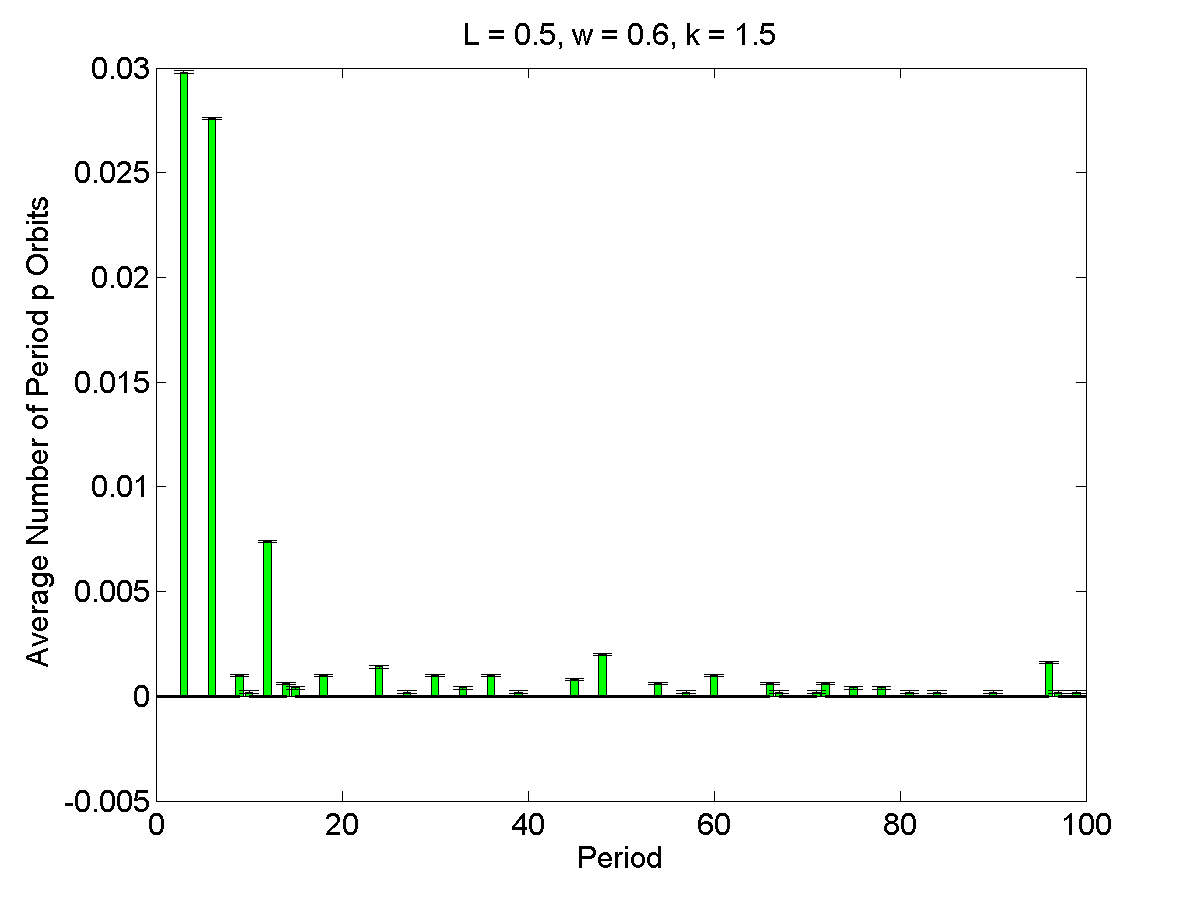 L = 0.5, w = 0.6, k = 1.5
0.03
0.025
0.02
0.015
0.01
0.005
0
-0.005
Average Number of Period p Orbits
0 20 40 60 80 100
Period